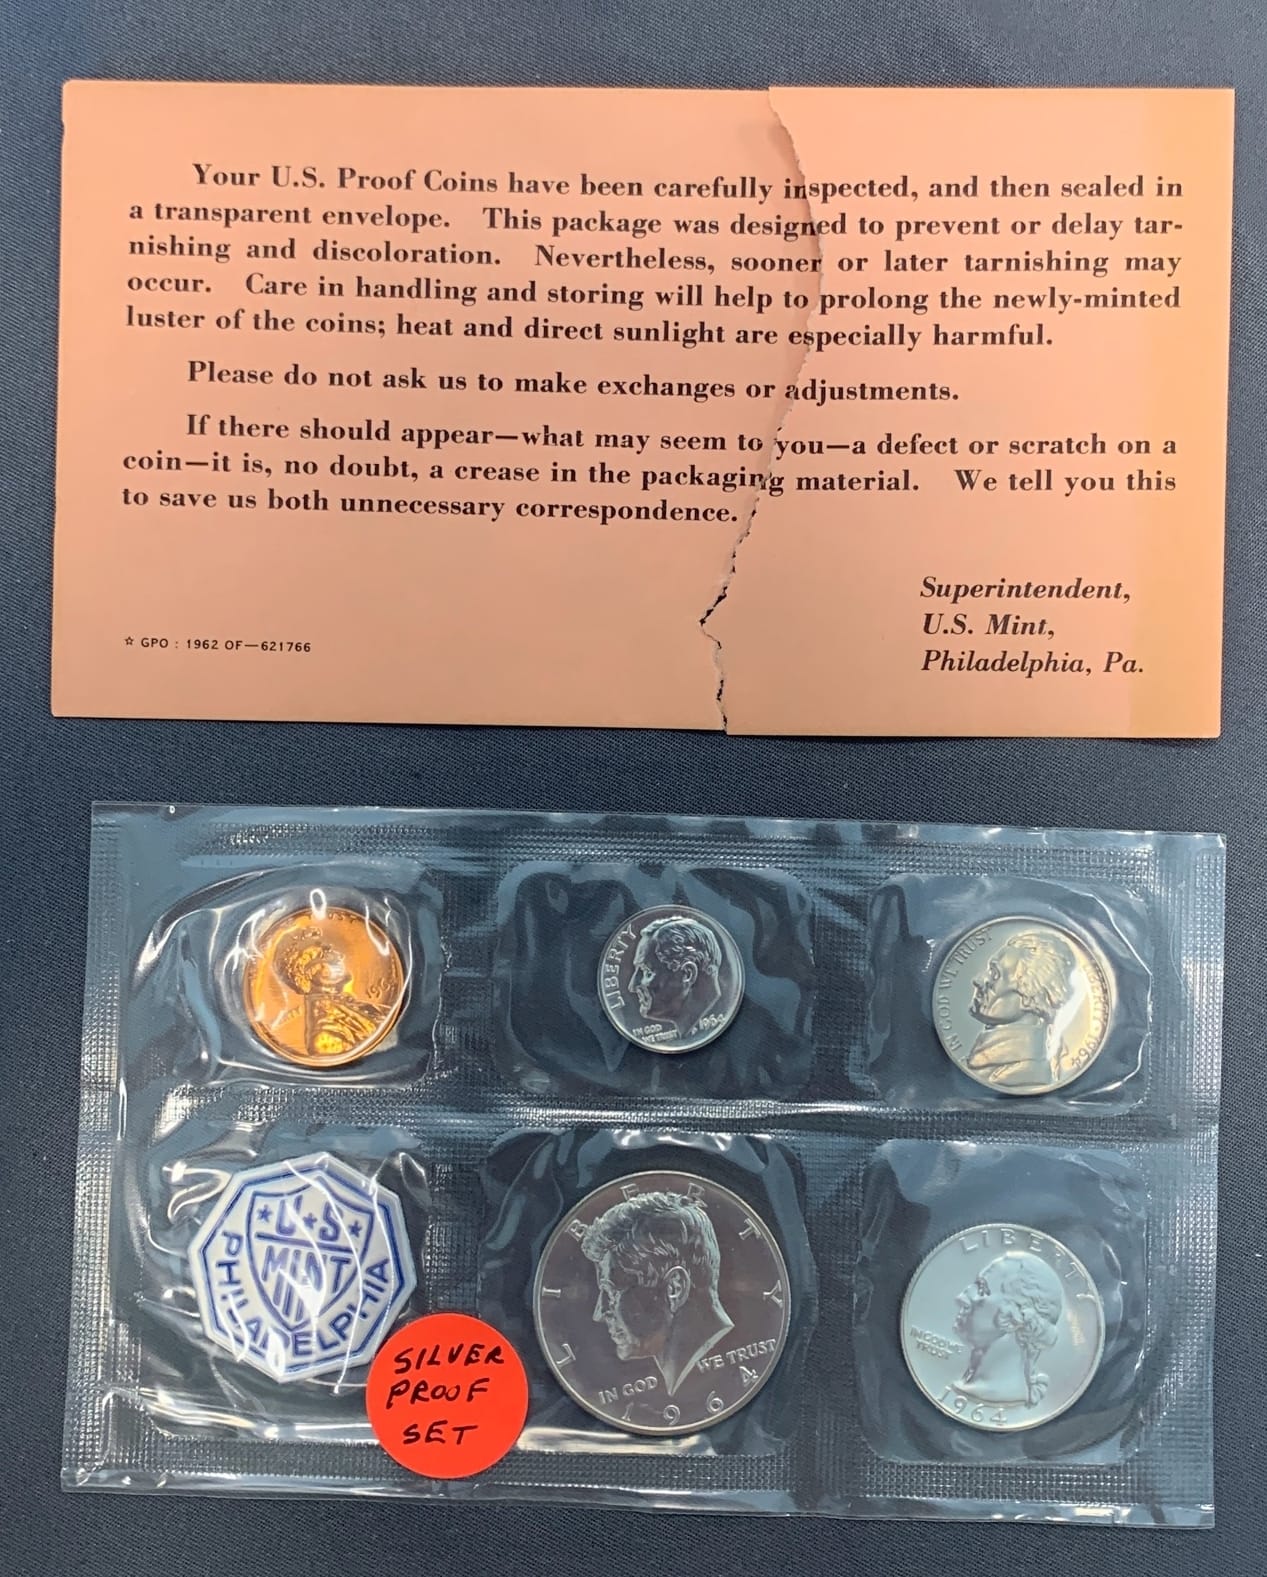 Your U.S. Proof Coins have been carefully inspected, and then sealed in
a transparent envelope. This package was designed to prevent or delay tar-
nishing and discoloration. Nevertheless, sooner or later tarnishing may
occur. Care in handling and storing will help to prolong the newly-minted
luster of the coins; heat and direct sunlight are especially harmful.
Please do not ask us to make exchanges or adjustments.
If there should appear—what may seem to you—a defect or scratch on a
coin—it is, no doubt, a crease in the packaging material. We tell you this
to save us both unnecessary correspondence.
Superintendent,
U.S. Mint,
Philadelphia, Pa.
☆ GPO : 1962 OF—621766
LIBERTY
IN GOD
WE TRUST
1964
IN GOD WE TRUST
LIBERTY 1964
U★S
MINT
PHILADELPHIA
SILVER
PROOF
SET
LIBERTY
IN GOD WE TRUST
1964
LIBERTY
IN GOD WE
TRUST
1964